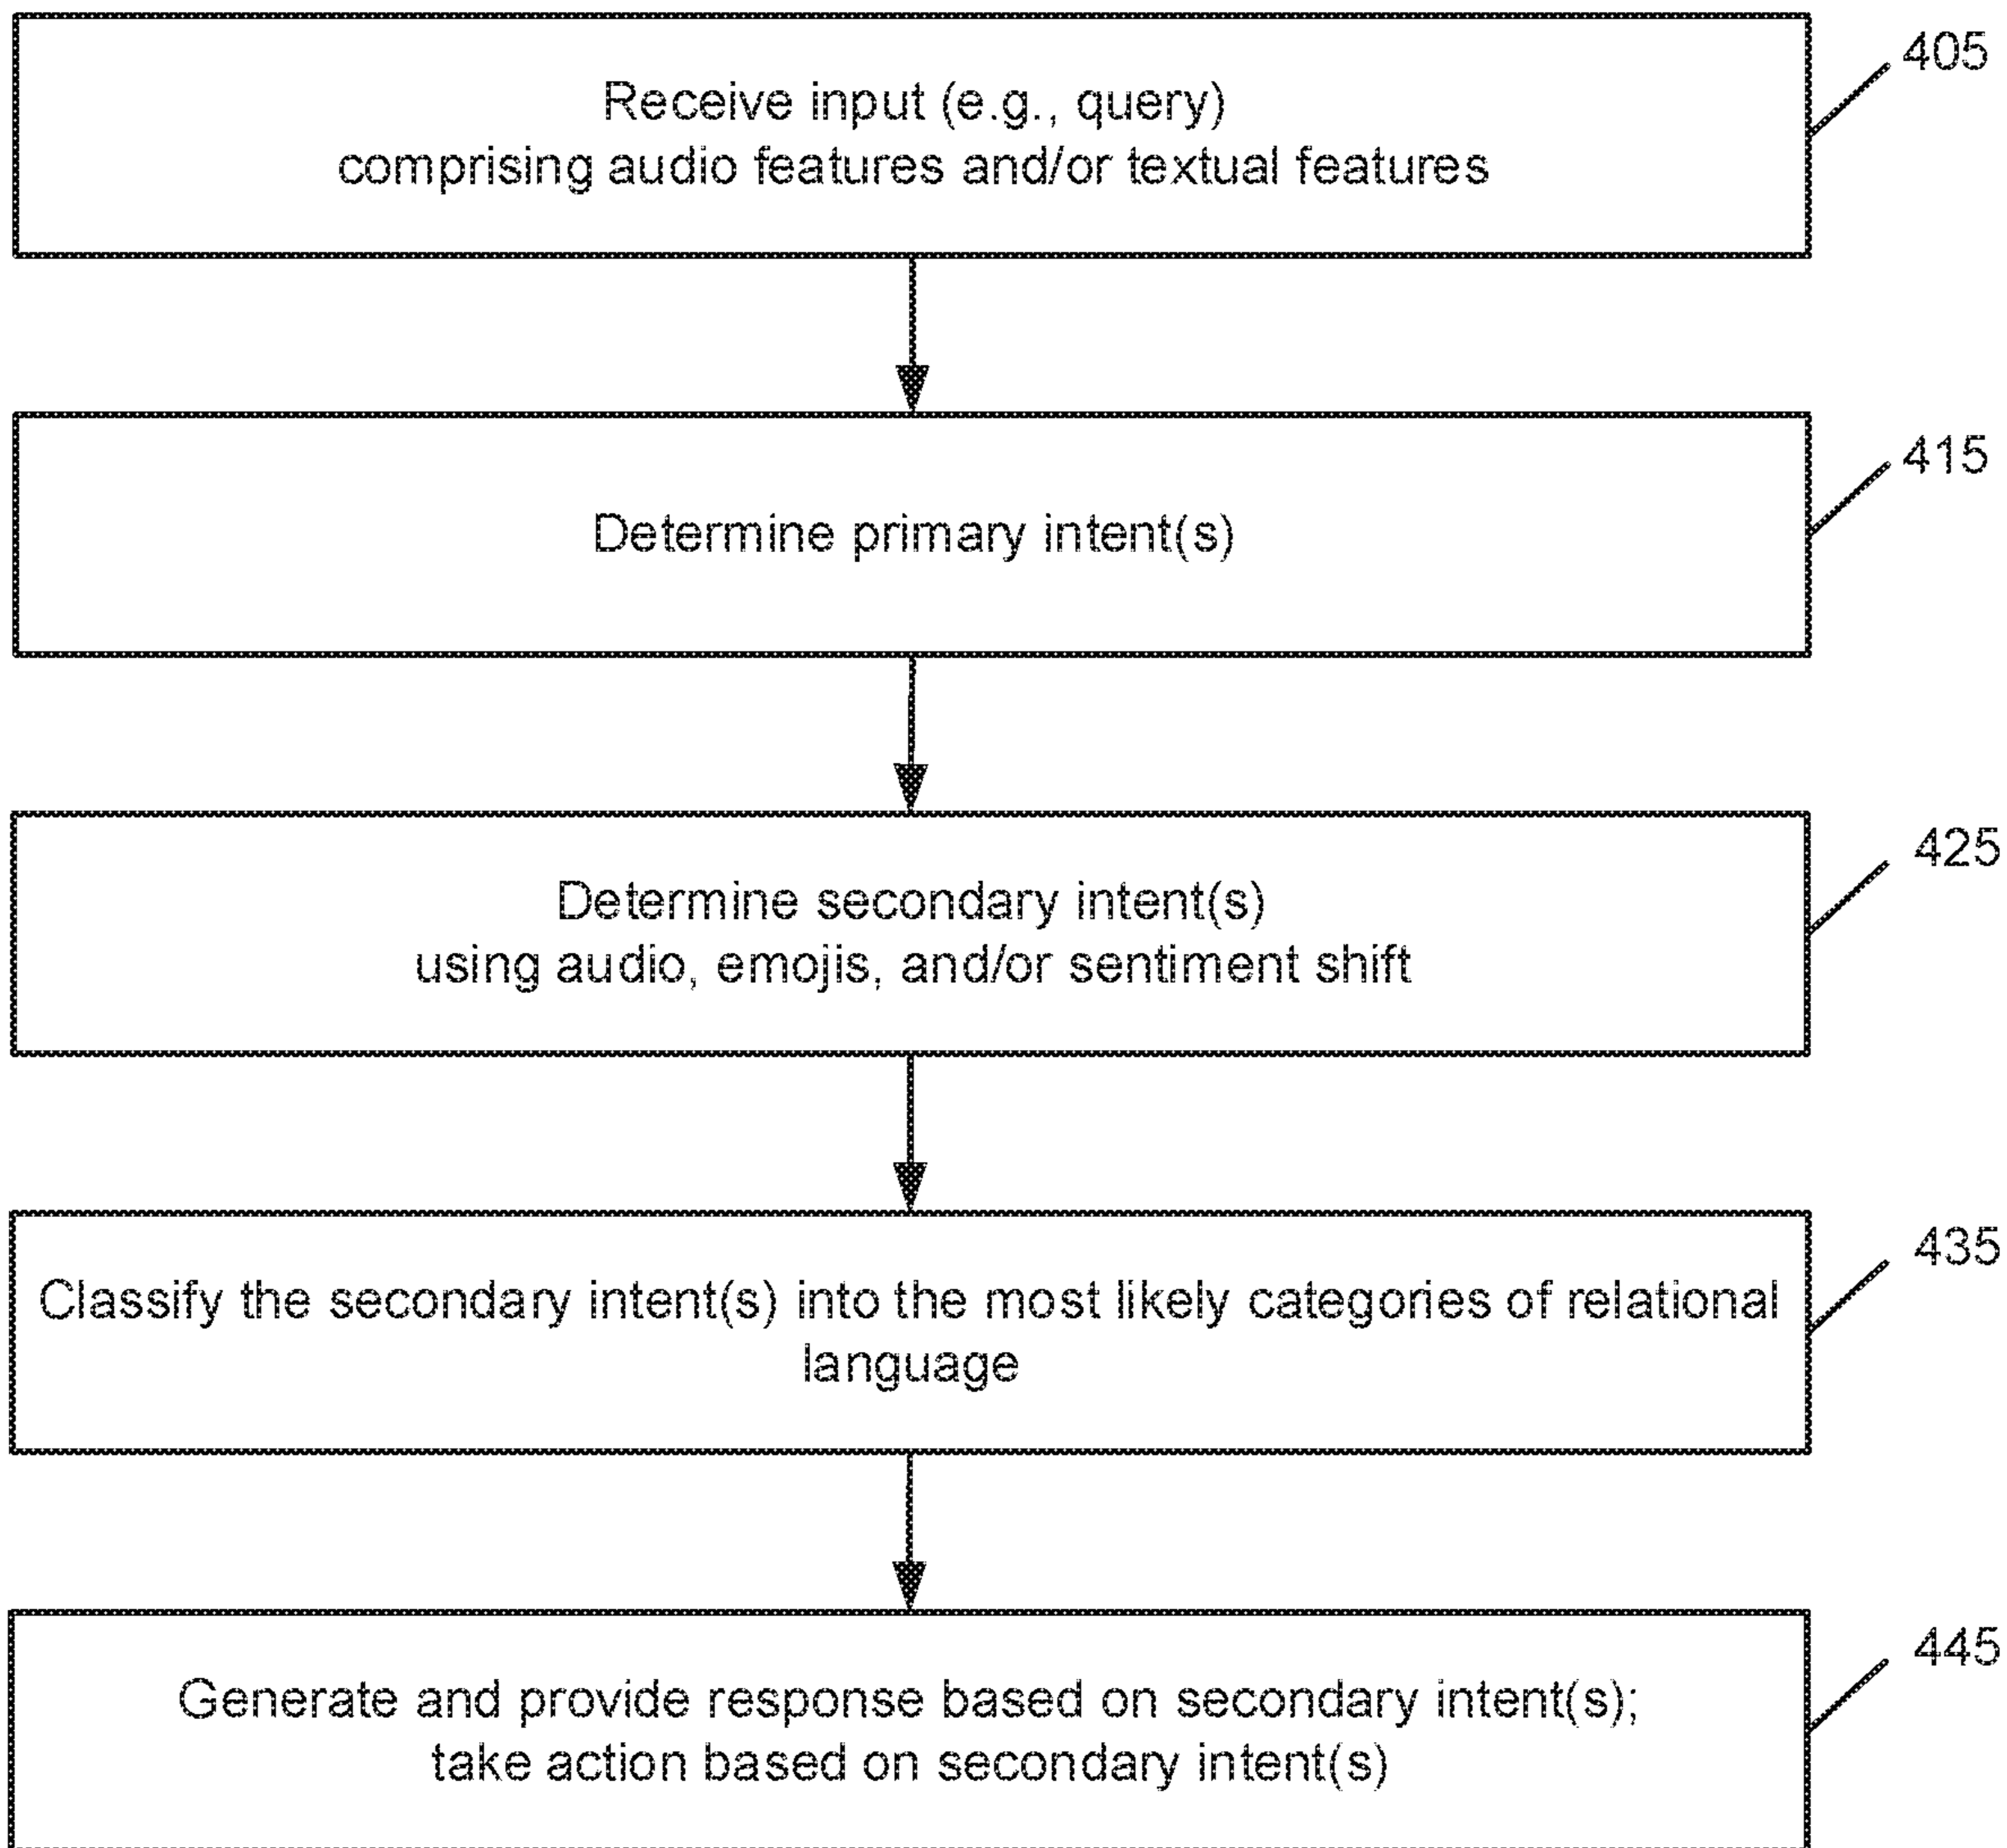 405
Receive input (e.g., query)
comprising audio features and/or textual features
415
Determine primary intent(s)
425
Determine secondary intent(s)
using audio, emojis, and/or sentiment shift
435
Classify the secondary intent(s) into the most likely categories of relational
language
445
Generate and provide response based on secondary intent(s);
take action based on secondary intent(s)